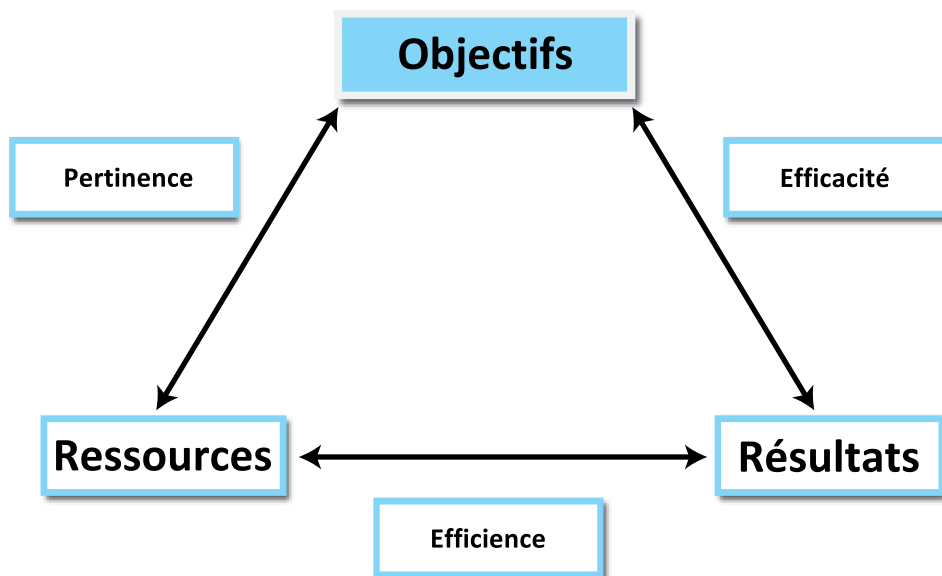 Objectifs
Pertinence
Efficacité
Ressources
Résultats
Efficience